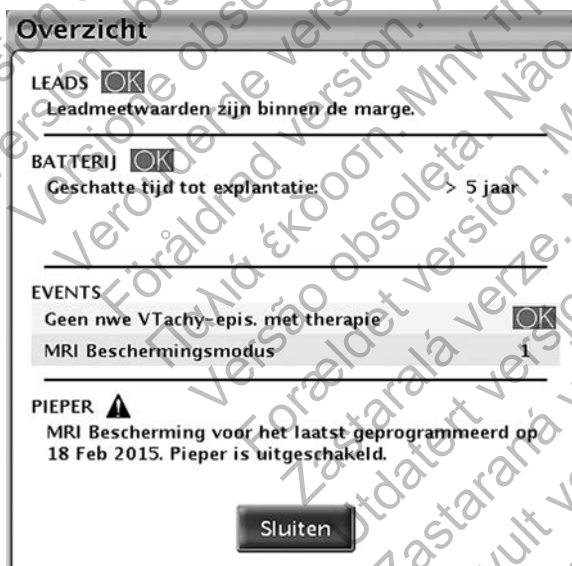 Overzicht
LEADS OK
Leadmeetwaarden zijn binnen de marge.
BATTERIJ OK
Geschatte tijd tot explantatie: > 5 jaar
EVENTS
Geen nwe VTachy-epis. met therapie OK
MRI Beschermingsmodus 1
PIEPER
MRI Bescherming voor het laatst geprogrammeerd op
18 Feb 2015. Pieper is uitgeschakeld.
Sluiten